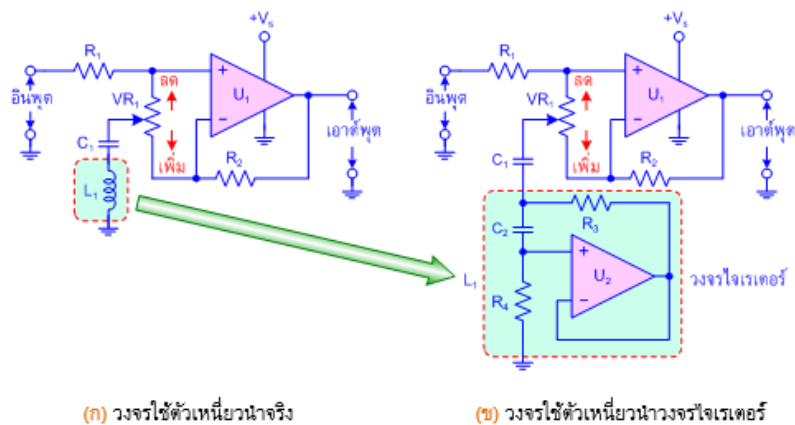 +Vs
R1
+
U1
−
ลด
VR1
เพิ่ม
อินพุต
เอาต์พุต
C1
R2
L1
+Vs
R1
+
U1
−
ลด
VR1
เพิ่ม
อินพุต
เอาต์พุต
C1
R2
R3
C2
+
U2
−
L1
R4
วงจรไจเรเตอร์
(ก) วงจรใช้ตัวเหนี่ยวนำจริง
(ข) วงจรใช้ตัวเหนี่ยวนำวงจรไจเรเตอร์